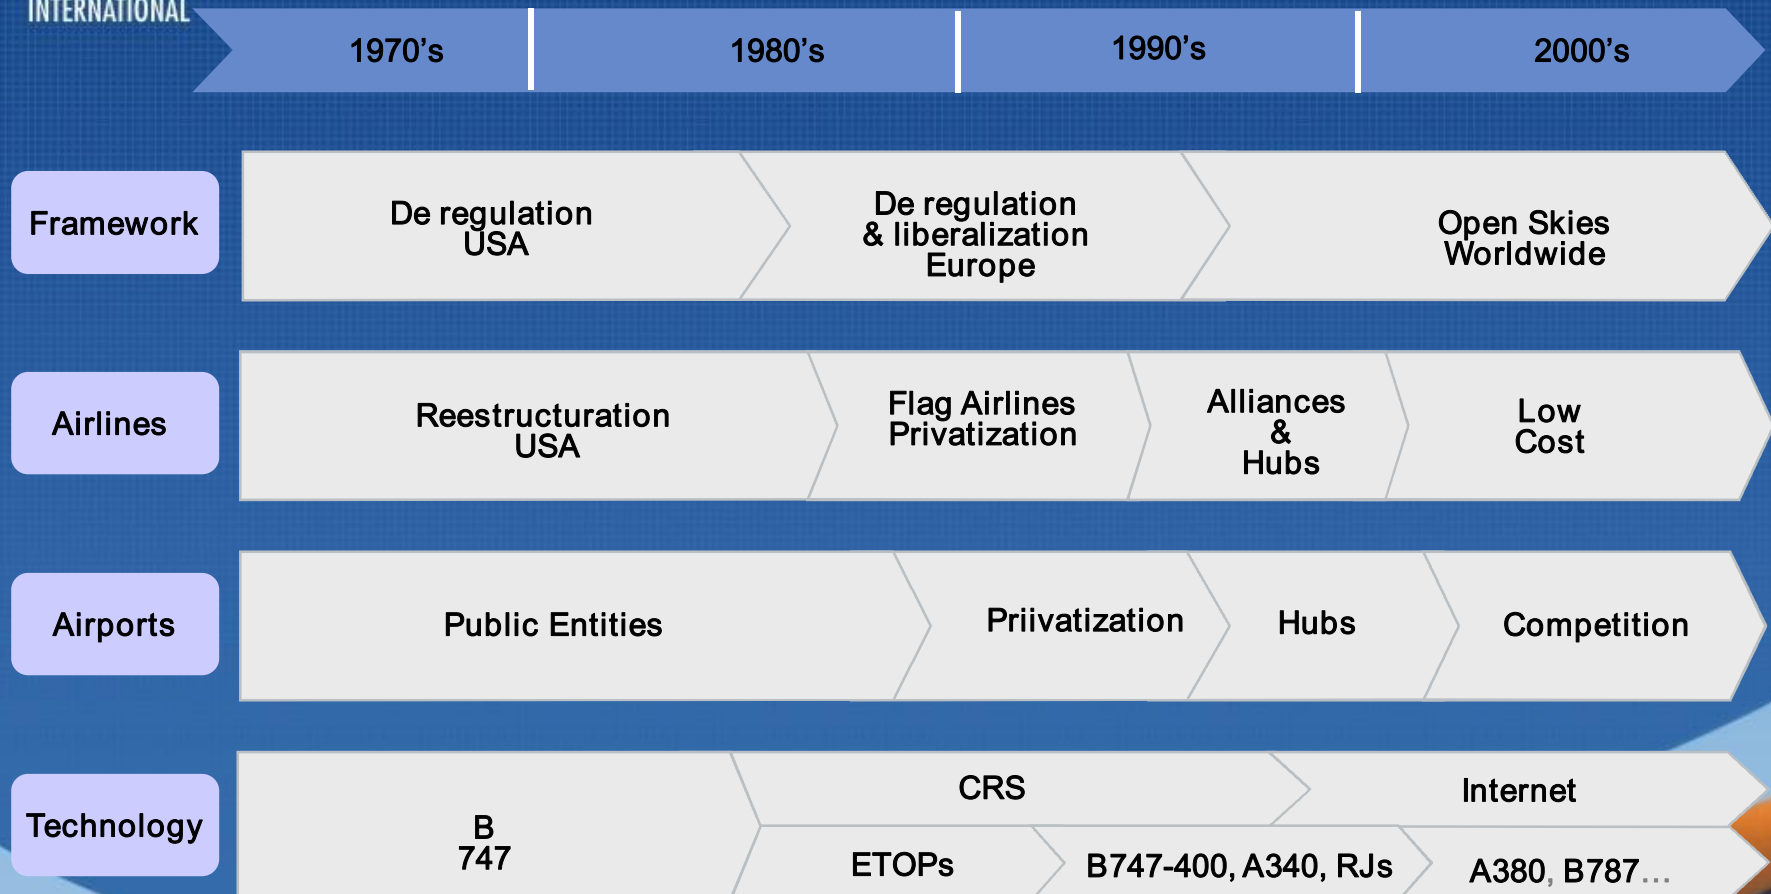 INTERNATIONAL
1970’s
1980’s
1990’s
2000’s
Framework
De regulation
USA
De regulation
& liberalization
Europe
Open Skies
Worldwide
Airlines
Reestructuration
USA
Flag Airlines
Privatization
Alliances
&
Hubs
Low
Cost
Airports
Public Entities
Priivatization
Hubs
Competition
Technology
B
747
CRS
Internet
ETOPs
B747-400, A340, RJs
A380, B787...